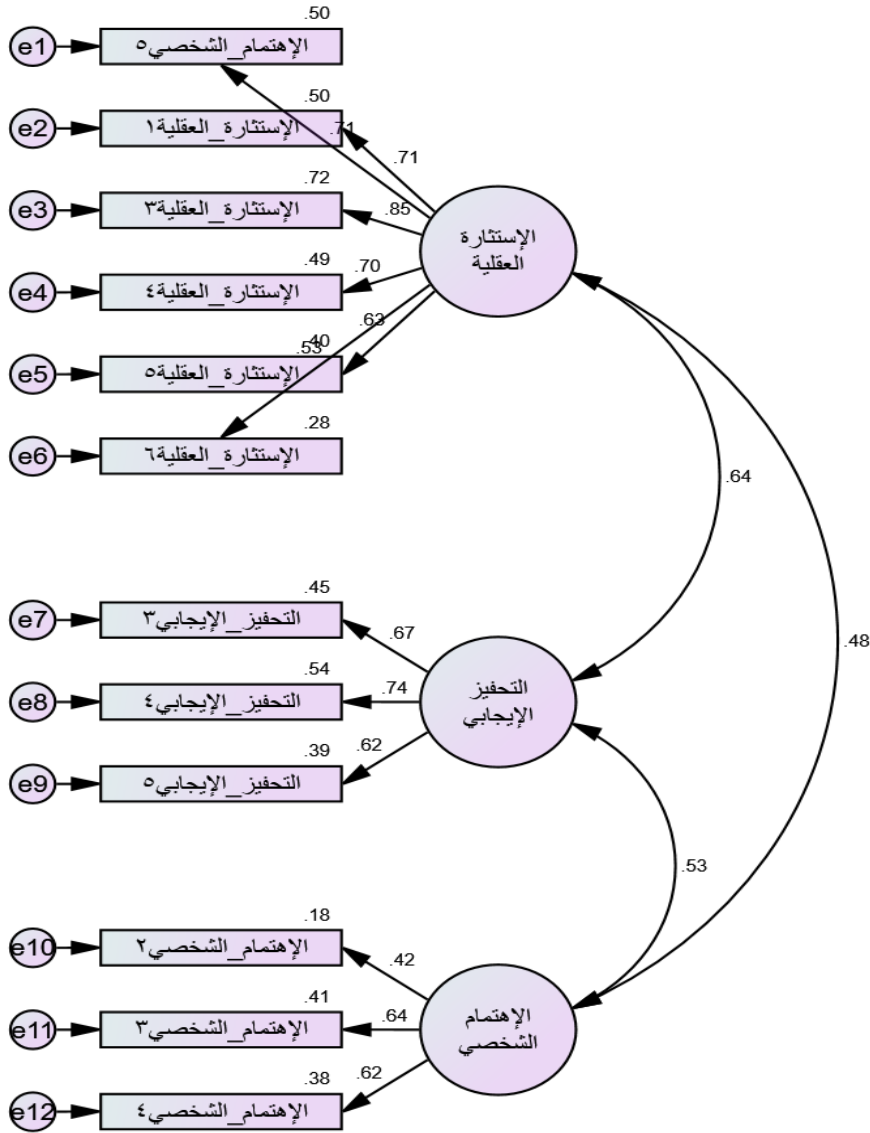 .50
e1
الإهتمام_الشخصي٥
.50
e2
الإستثارة_العقلية١
.71
.71
.72
e3
الإستثارة_العقلية٣
.85
الإستثارة
العقلية
.49
e4
الإستثارة_العقلية٤
.70
.63
.40
.53
e5
الإستثارة_العقلية٥
.28
e6
الإستثارة_العقلية٦
.64
.45
e7
التحفيز_الإيجابي٣
.67
.48
.54
e8
التحفيز_الإيجابي٤
.74
التحفيز
الإيجابي
.39
e9
التحفيز_الإيجابي٥
.62
.53
.18
e10
الإهتمام_الشخصي٢
.42
.41
e11
الإهتمام_الشخصي٣
.64
الإهتمام
الشخصي
.38
e12
الإهتمام_الشخصي٤
.62